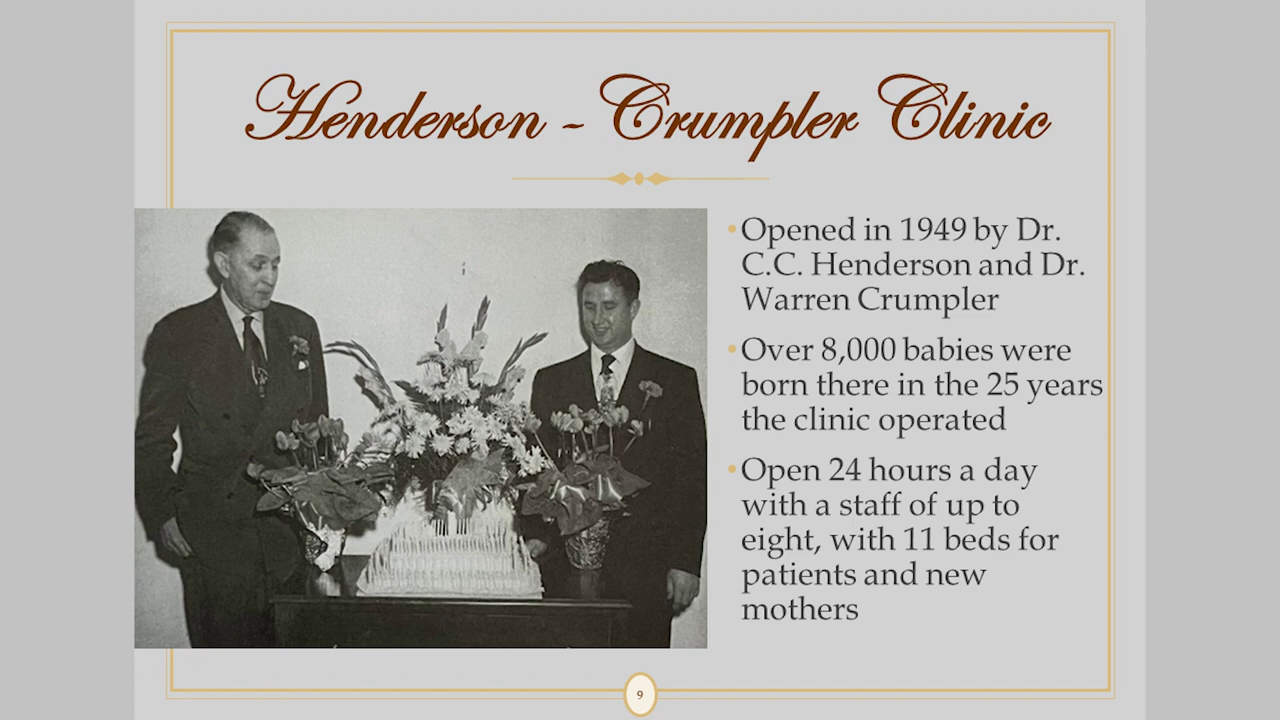 Henderson - Crumpler Clinic
•Opened in 1949 by Dr.
C.C. Henderson and Dr.
Warren Crumpler
•Over 8,000 babies were
born there in the 25 years
the clinic operated
•Open 24 hours a day
with a staff of up to
eight, with 11 beds for
patients and new
mothers
9